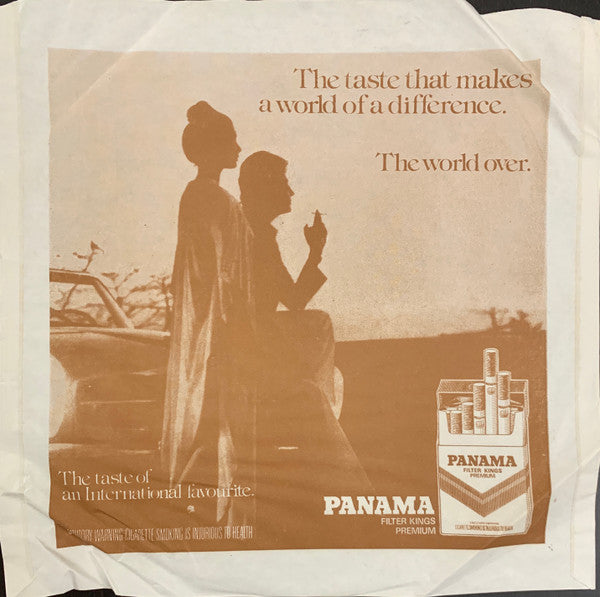 The taste that makes
a world of a difference.
The world over.
The taste of
an International favourite.
PANAMA
FILTER KINGS
PREMIUM
PANAMA
FILTER KINGS
PREMIUM
WARNING: CIGARETTE SMOKING IS INJURIOUS TO HEALTH